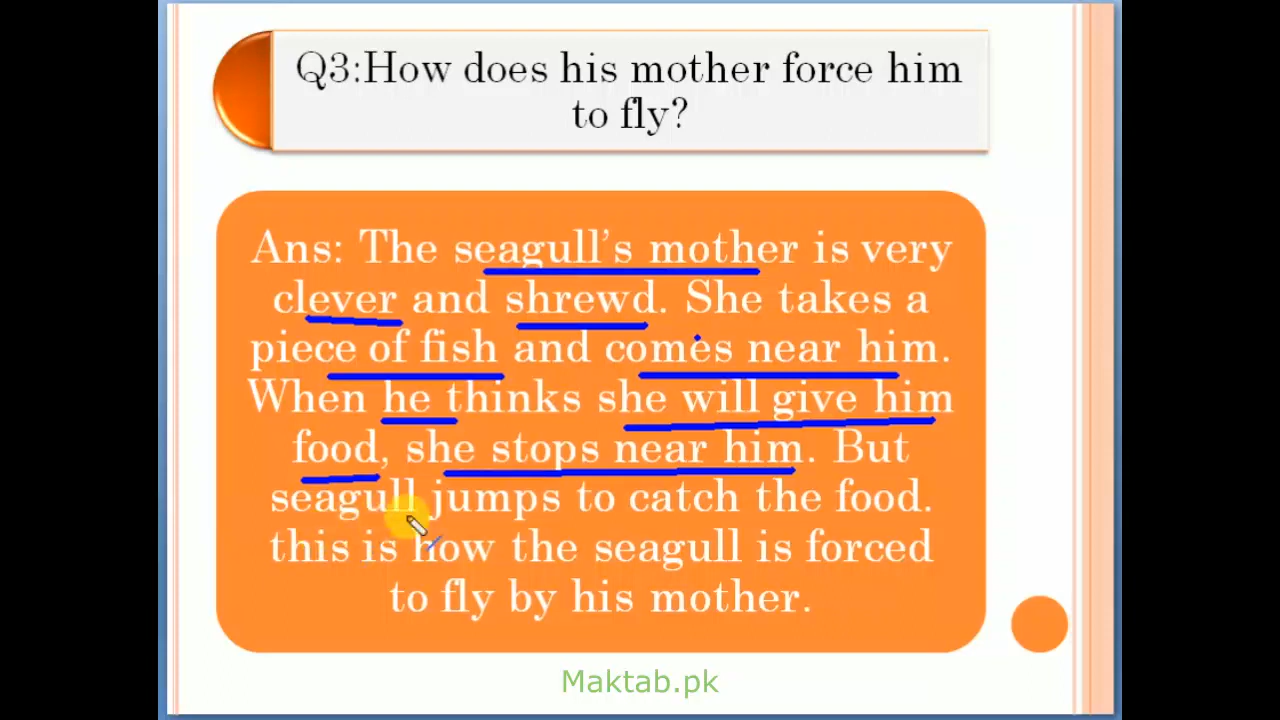 Q3:How does his mother force him
to fly?
Ans: The seagull’s mother is very
clever and shrewd. She takes a
piece of fish and comes near him.
When he thinks she will give him
food, she stops near him. But
seagull jumps to catch the food.
this is how the seagull is forced
to fly by his mother.
Maktab.pk